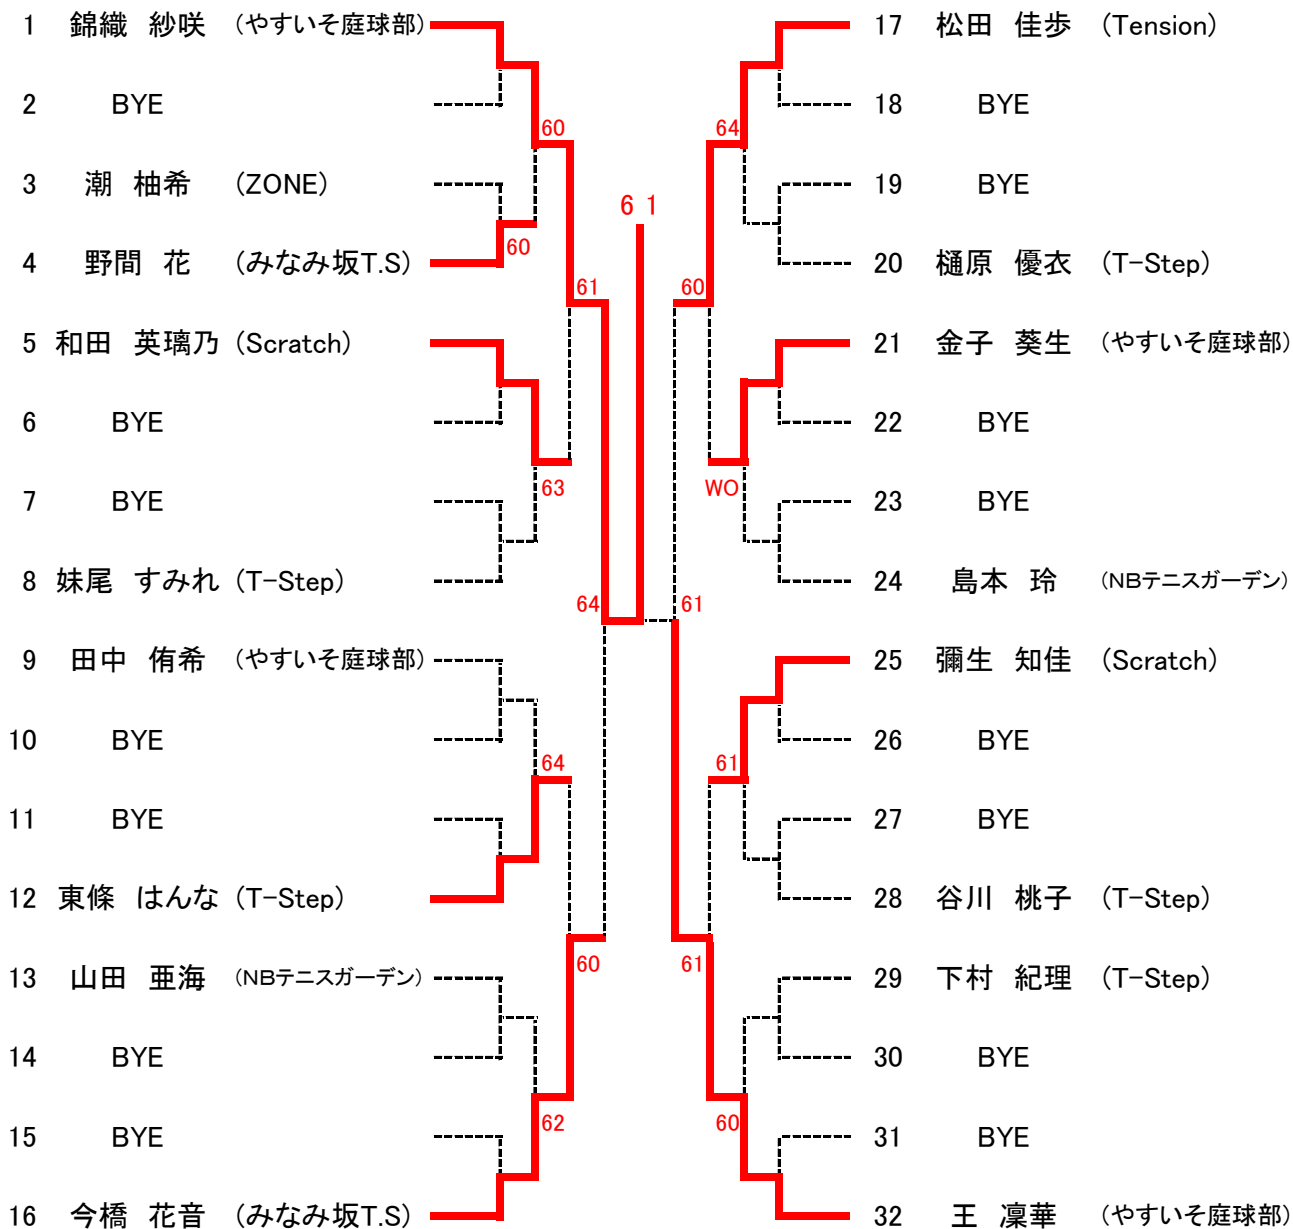 1 錦織 紗咲 (やすいそ庭球部)
2 BYE
60
3 潮 柚希 (ZONE)
60
4 野間 花 (みなみ坂T.S)
61
5 和田 英璃乃 (Scratch)
6 BYE
63
7 BYE
8 妹尾 すみれ (T-Step)
64
9 田中 侑希 (やすいそ庭球部)
10 BYE
64
11 BYE
12 東條 はんな (T-Step)
60
13 山田 亜海 (NBテニスガーデン)
14 BYE
62
15 BYE
16 今橋 花音 (みなみ坂T.S)
6 1
17 松田 佳歩 (Tension)
18 BYE
64
19 BYE
20 樋原 優衣 (T-Step)
60
21 金子 葵生 (やすいそ庭球部)
22 BYE
WO
23 BYE
24 島本 玲 (NBテニスガーデン)
61
25 彌生 知佳 (Scratch)
26 BYE
61
27 BYE
28 谷川 桃子 (T-Step)
61
29 下村 紀理 (T-Step)
30 BYE
60
31 BYE
32 王 凜華 (やすいそ庭球部)